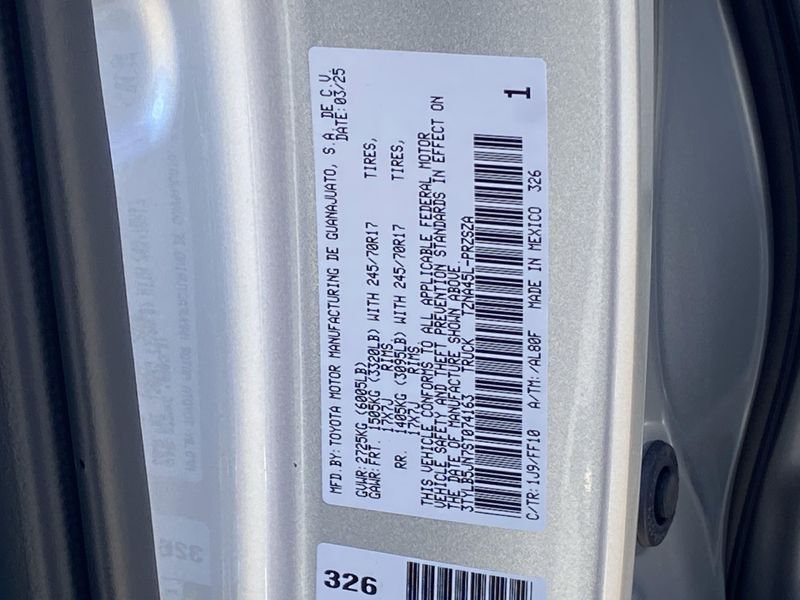 MFD.BY: TOYOTA MOTOR MANUFACTURING DE GUANAJUATO, S.A. DE C.V.
DATE: 03/25
GVWR: 2725KG (6005LB)
GAWR: FRT. 1505KG (3320LB) WITH 245/70R17 TIRES,
17X7J RIMS
RR. 1405KG (3095LB) WITH 245/70R17 TIRES,
17X7J RIMS
THIS VEHICLE CONFORMS TO ALL APPLICABLE FEDERAL MOTOR
VEHICLE SAFETY AND THEFT PREVENTION STANDARDS IN EFFECT ON
THE DATE OF MANUFACTURE SHOWN ABOVE.
3TYLB5JN7ST074163 TRUCK TZNA45L-PRZSZA
C/TR: 1J9/FF10 A/TM: /AL80F MADE IN MEXICO 326
1
326